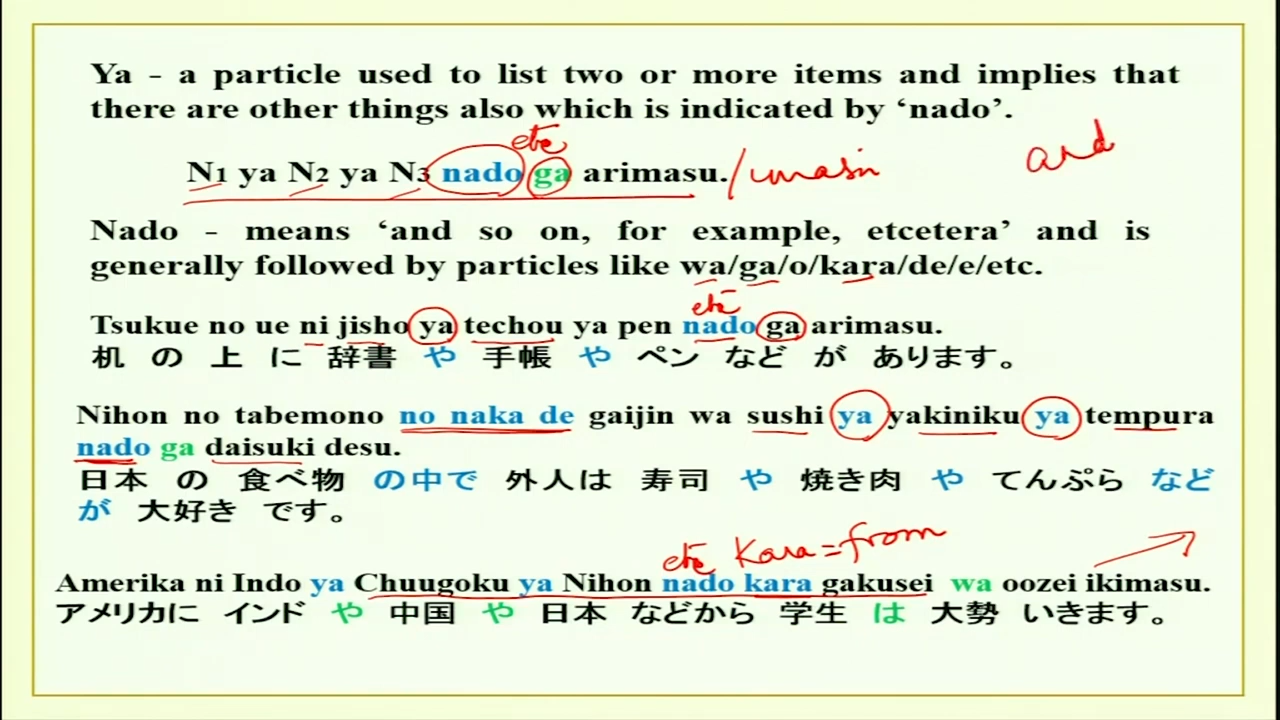 Ya - a particle used to list two or more items and implies that
there are other things also which is indicated by ‘nado’.
etc
and
N1 ya N2 ya N3 nado ga arimasu. /imasu
Nado - means ‘and so on, for example, etcetera’ and is
generally followed by particles like wa/ga/o/kara/de/e/etc.
etc
Tsukue no ue ni jisho ya techou ya pen nado ga arimasu.
机 の 上 に 辞書 や 手帳 や ペン など が あります。
Nihon no tabemono no naka de gaijin wa sushi ya yakiniku ya tempura
nado ga daisuki desu.
日本 の 食べ物 の中で 外人は 寿司 や 焼き肉 や てんぷら など
が 大好き です。
etc Kara = from
Amerika ni Indo ya Chuugoku ya Nihon nado kara gakusei wa oozei ikimasu.
アメリカに インド や 中国 や 日本 などから 学生 は 大勢 いきます。